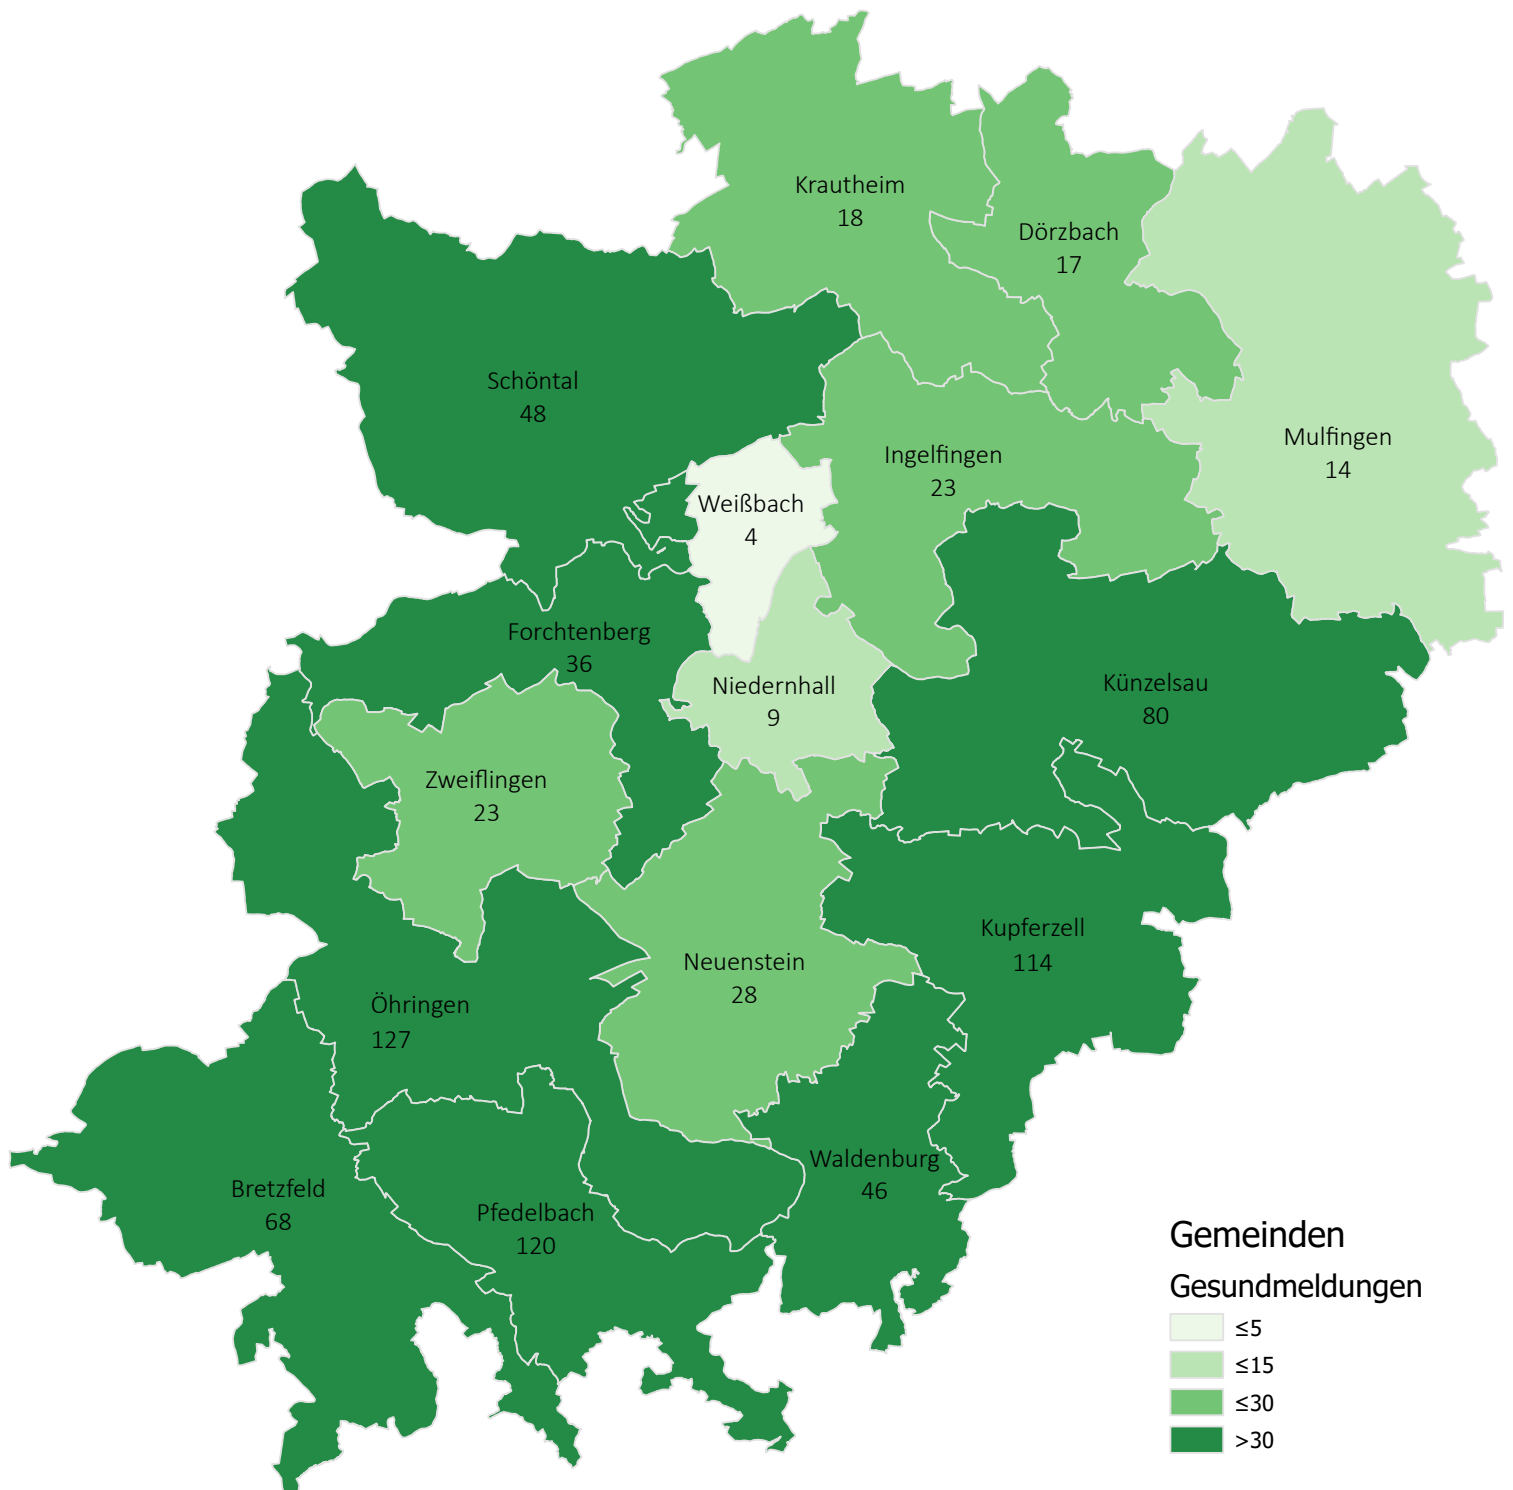 Krautheim
18
Dörzbach
17
Schöntal
48
Mulfingen
14
Ingelfingen
23
Weißbach
4
Forchtenberg
36
Niedernhall
9
Künzelsau
80
Zweiflingen
23
Kupferzell
114
Neuenstein
28
Öhringen
127
Waldenburg
46
Bretzfeld
68
Pfedelbach
120
Gemeinden
Gesundmeldungen
≤5
≤15
≤30
>30